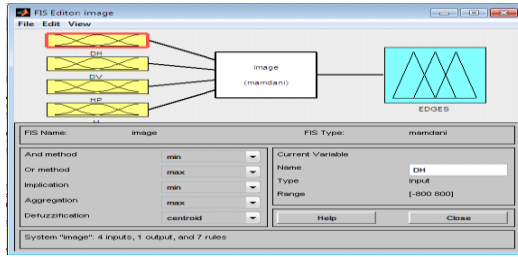 FIS Editor: image
File Edit View
DH
DV
HP
image
(mamdani)
EDGES
FIS Name: image FIS Type: mamdani
And method min
Or method max
Implication min
Aggregation max
Defuzzification centroid
Current Variable
Name DH
Type input
Range [-800 800]
Help Close
System "image": 4 inputs, 1 output, and 7 rules